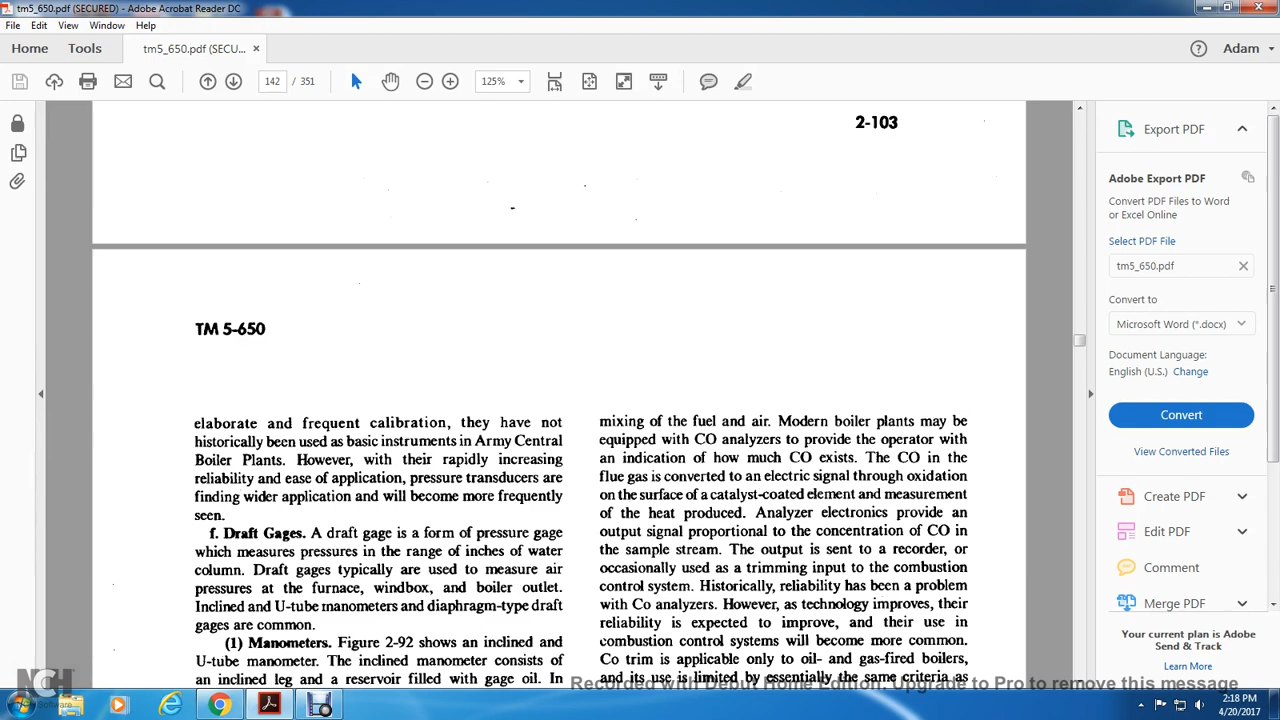 tm5_650.pdf (SECURED) - Adobe Acrobat Reader DC
File Edit View Window Help
Home Tools tm5_650.pdf (SECU... × Adam
142 / 351 125%
2-103
TM 5-650
elaborate and frequent calibration, they have not
historically been used as basic instruments in Army Central
Boiler Plants. However, with their rapidly increasing
reliability and ease of application, pressure transducers are
finding wider application and will become more frequently
seen.
f. Draft Gages. A draft gage is a form of pressure gage
which measures pressures in the range of inches of water
column. Draft gages typically are used to measure air
pressures at the furnace, windbox, and boiler outlet.
Inclined and U-tube manometers and diaphragm-type draft
gages are common.
(1) Manometers. Figure 2-92 shows an inclined and
U-tube manometer. The inclined manometer consists of
an inclined leg and a reservoir filled with gage oil. In
mixing of the fuel and air. Modern boiler plants may be
equipped with CO analyzers to provide the operator with
an indication of how much CO exists. The CO in the
flue gas is converted to an electric signal through oxidation
on the surface of a catalyst-coated element and measurement
of the heat produced. Analyzer electronics provide an
output signal proportional to the concentration of CO in
the sample stream. The output is sent to a recorder, or
occasionally used as a trimming input to the combustion
control system. Historically, reliability has been a problem
with Co analyzers. However, as technology improves, their
reliability is expected to improve, and their use in
combustion control systems will become more common.
Co trim is applicable only to oil- and gas-fired boilers,
and its use is limited by essentially the same criteria as
Export PDF
Adobe Export PDF
Convert PDF Files to Word
or Excel Online
Select PDF File
tm5_650.pdf
Convert to
Microsoft Word (*.docx)
Document Language:
English (U.S.) Change
Convert
View Converted Files
Create PDF
Edit PDF
Comment
Merge PDF
Your current plan is Adobe
Send & Track
Learn More
Recorded with Debut Home Edition. Upgrade to Pro to remove this message
NCH
Software
2:18 PM
4/20/2017